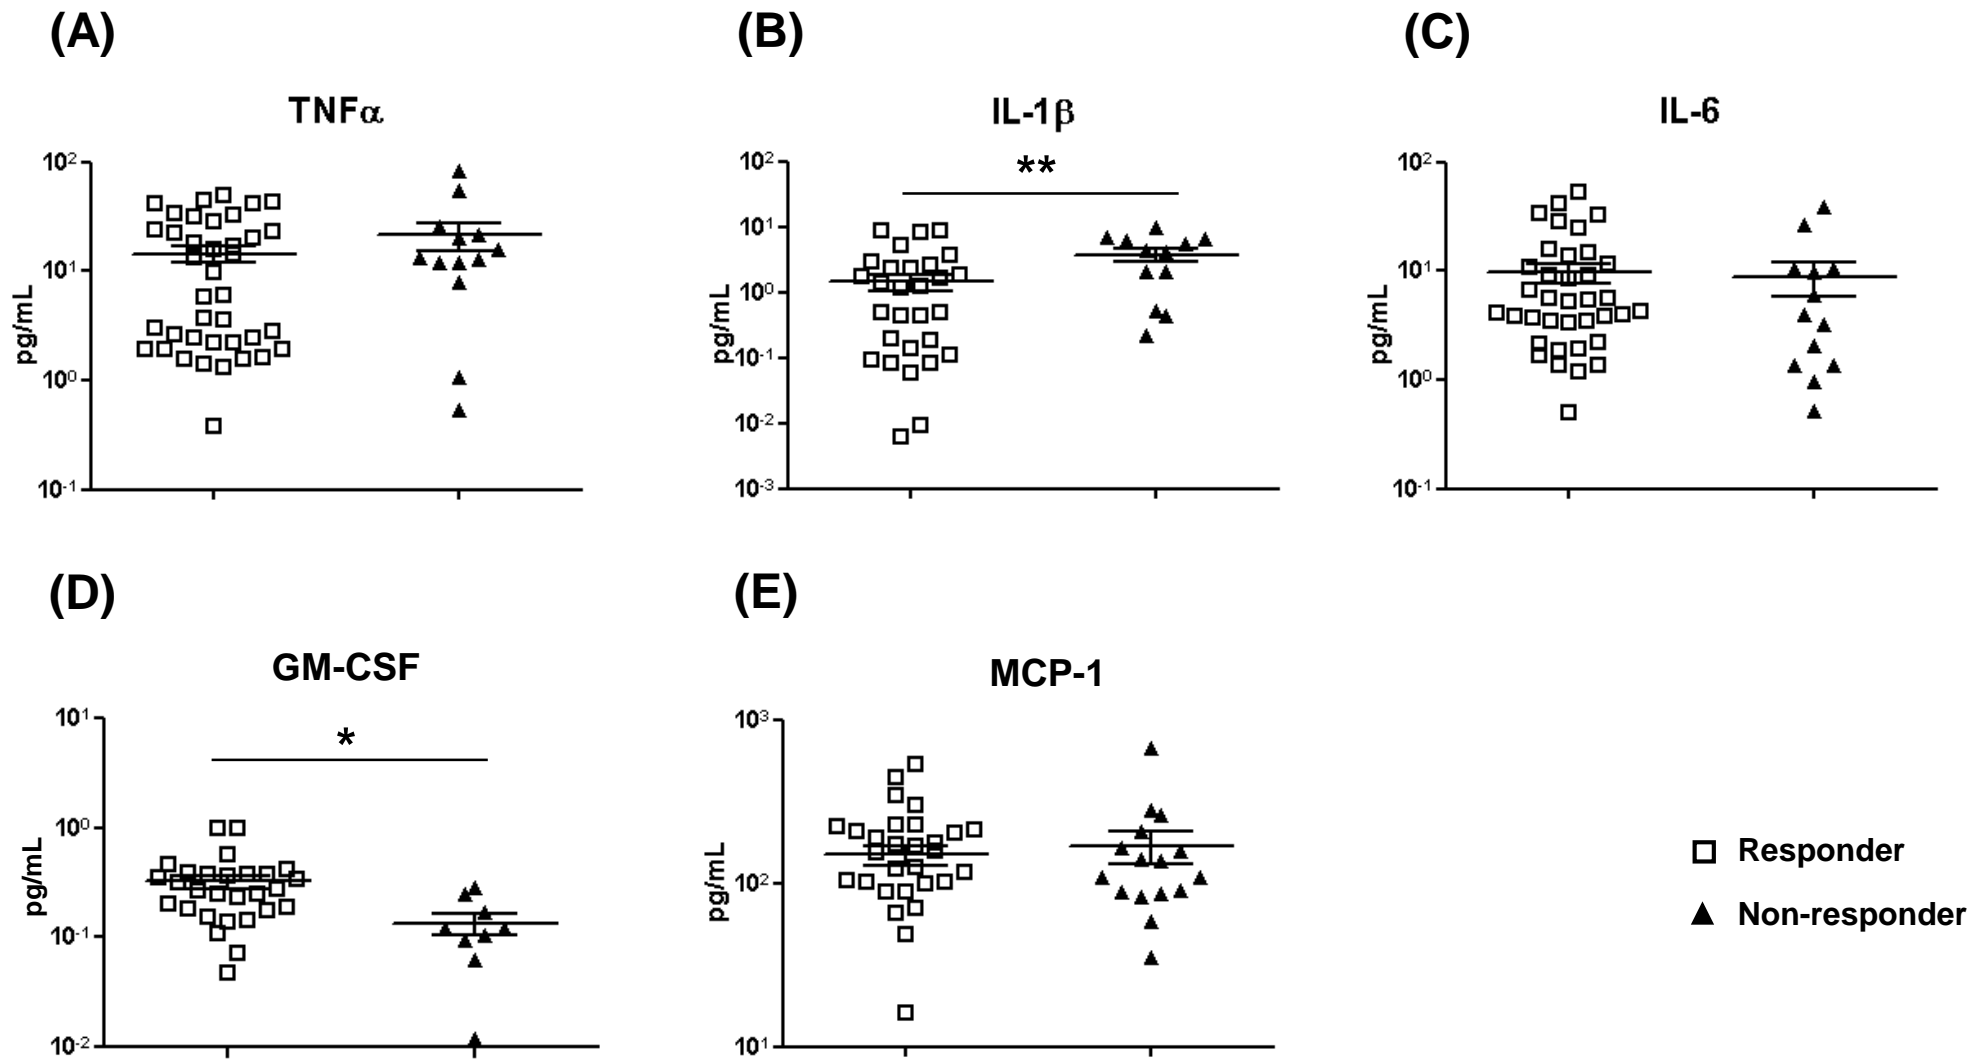 (A)
TNFα
10²
10¹
10⁰
10⁻¹
pg/mL
(B)
IL-1β
**
10²
10¹
10⁰
10⁻¹
10⁻²
10⁻³
pg/mL
(C)
IL-6
10²
10¹
10⁰
10⁻¹
pg/mL
(D)
GM-CSF
*
10¹
10⁰
10⁻¹
10⁻²
pg/mL
(E)
MCP-1
10³
10²
10¹
pg/mL
Responder
Non-responder